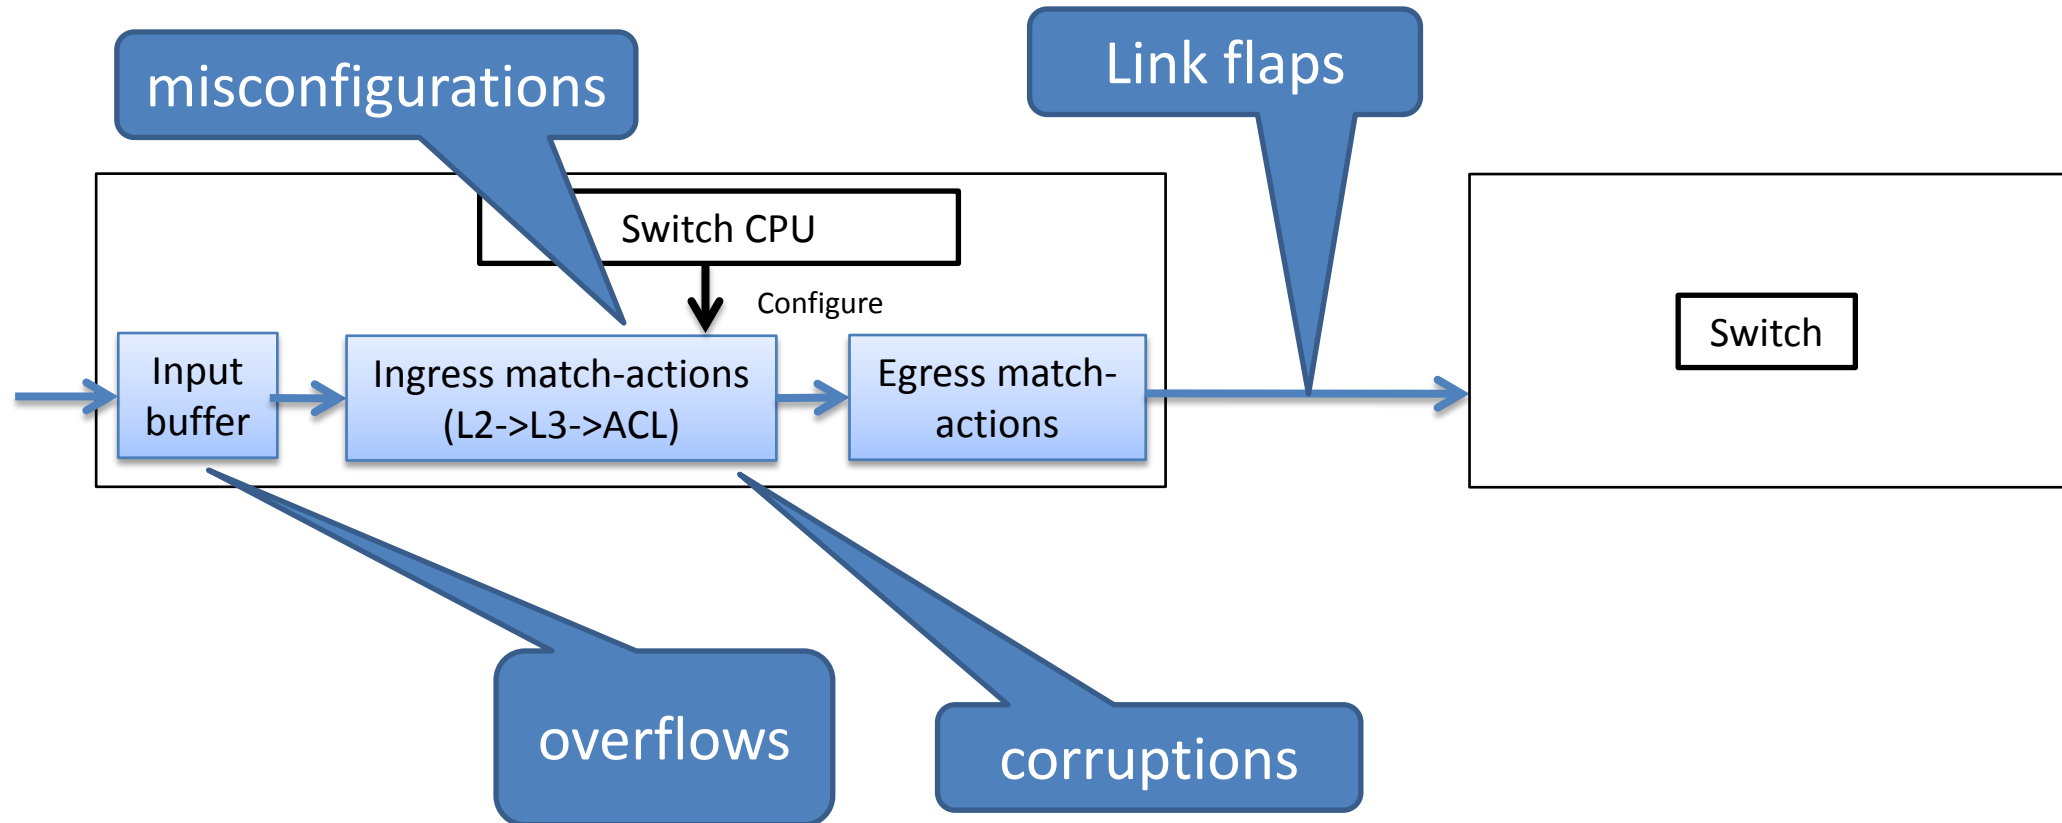 misconfigurations
Link flaps
Switch CPU
Configure
Switch
Input
buffer
Ingress match-actions
(L2->L3->ACL)
Egress match-
actions
overflows
corruptions